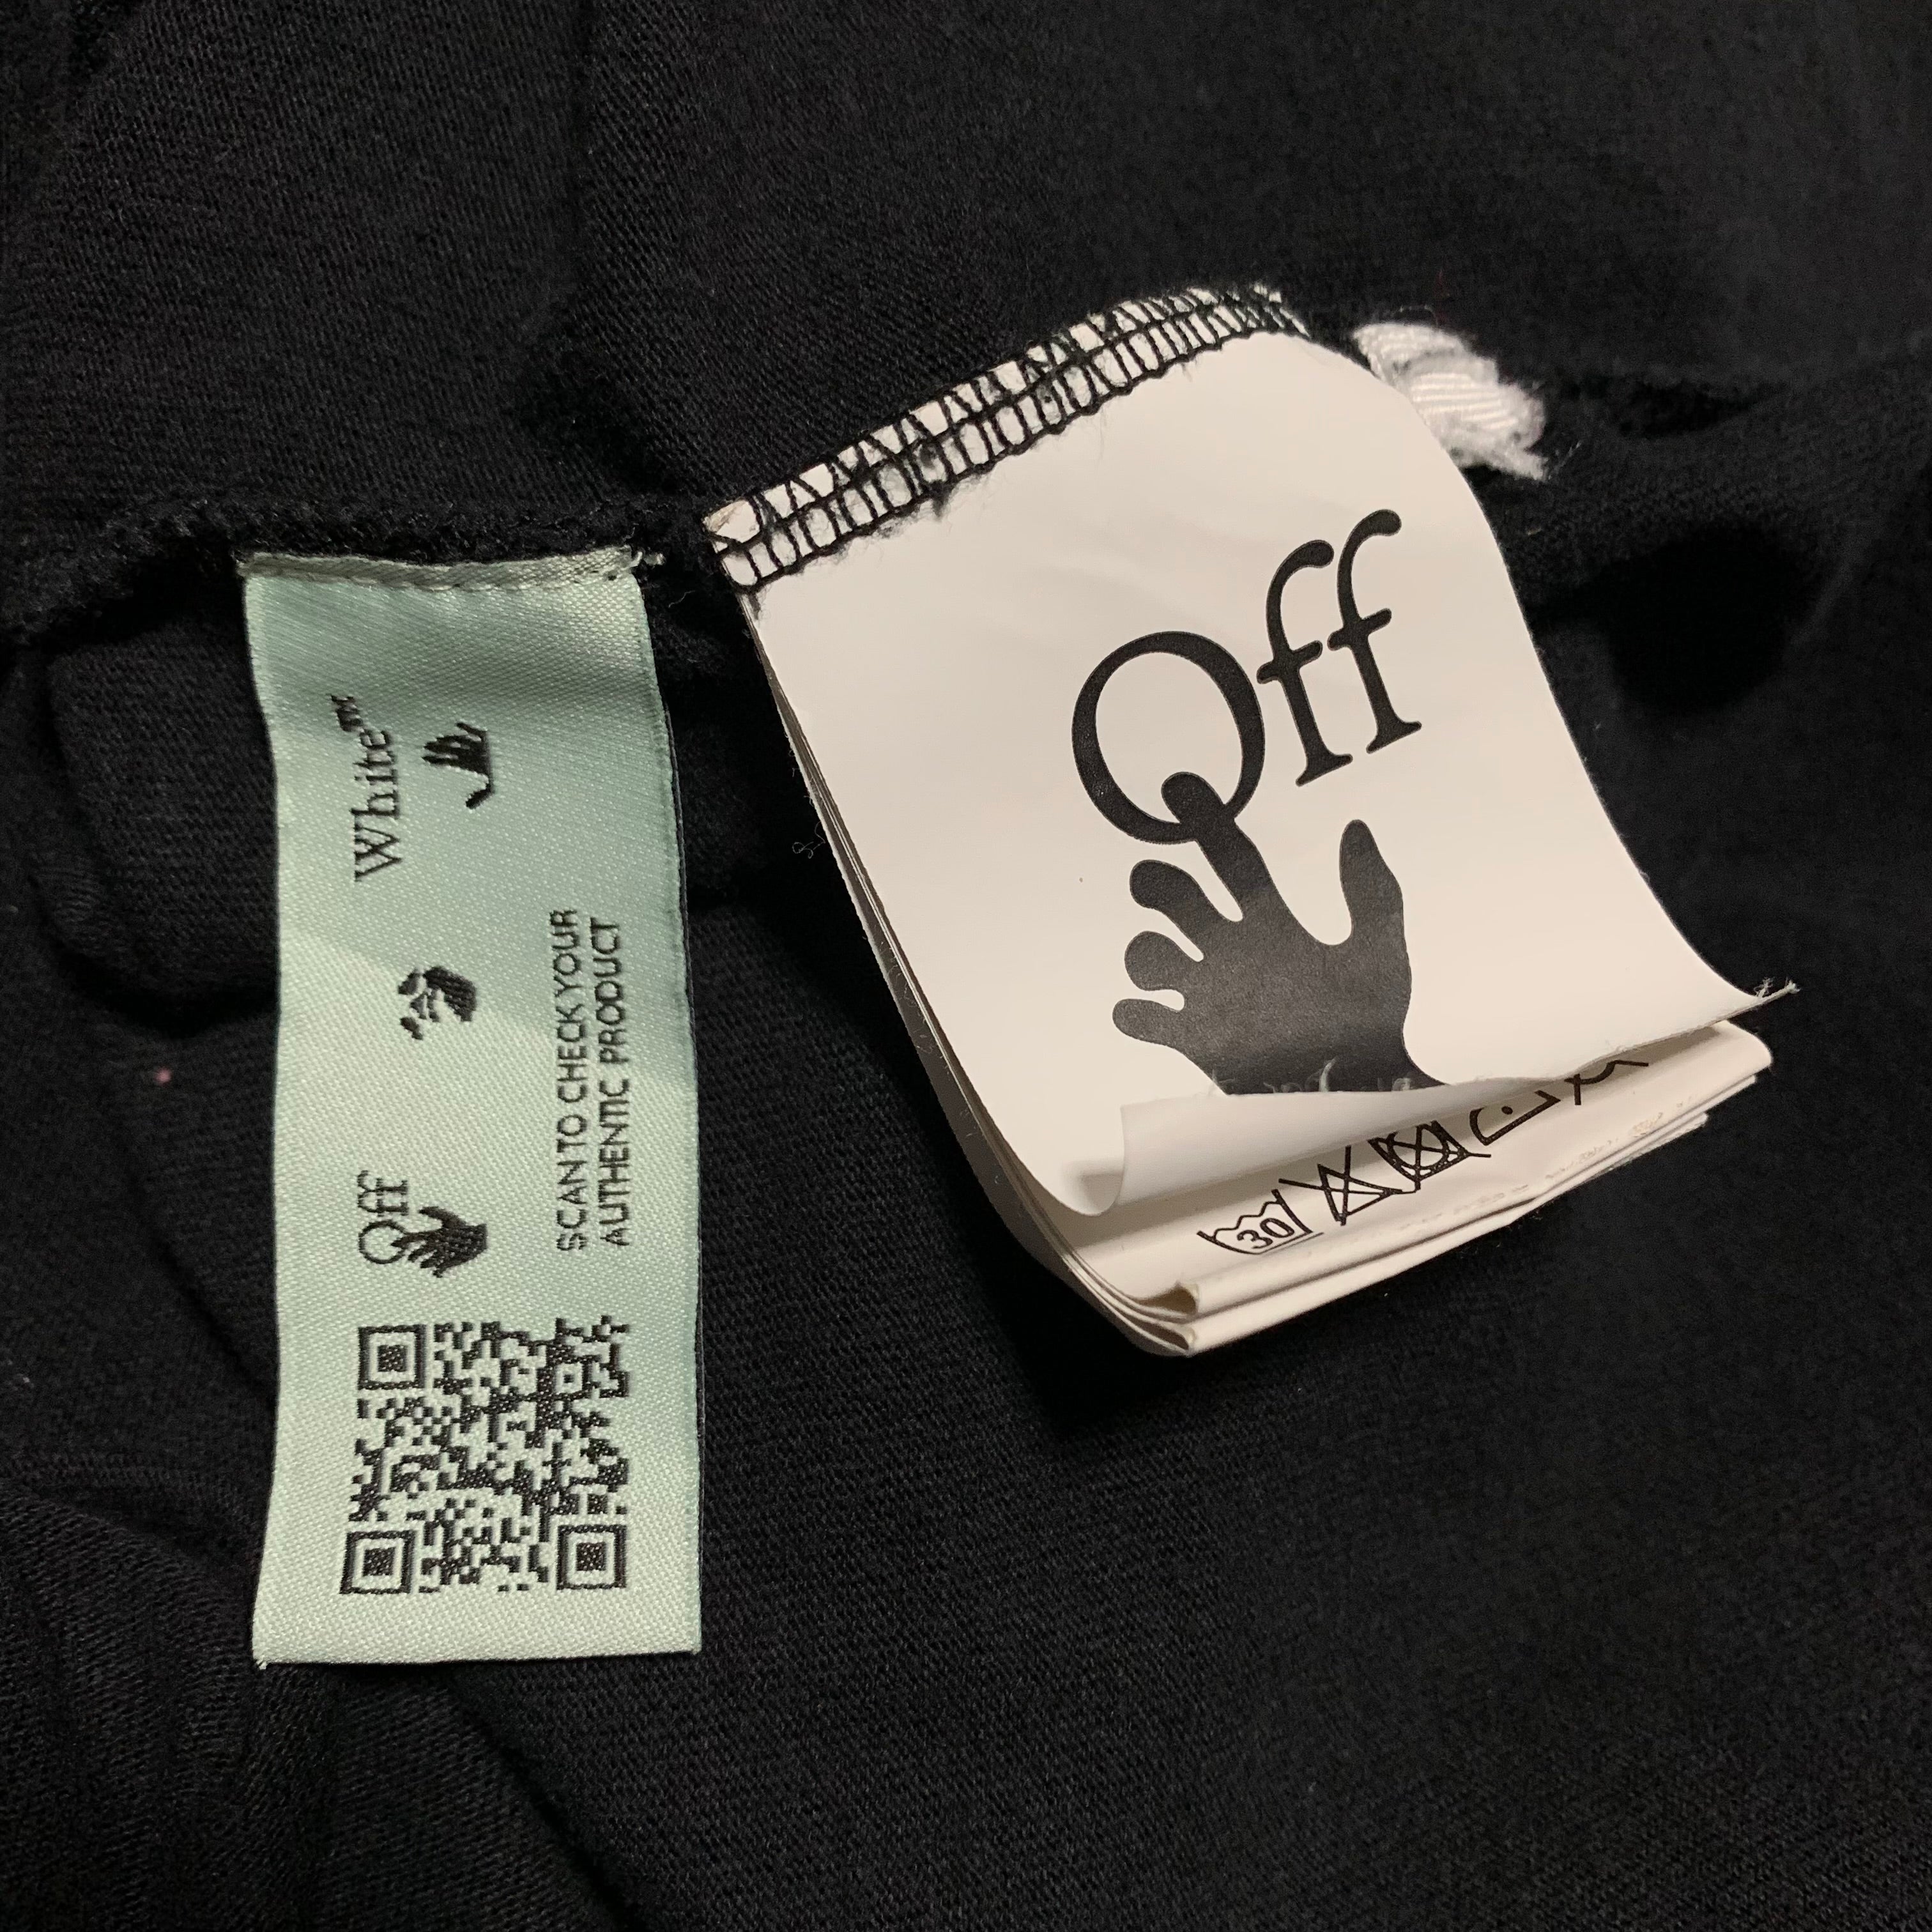 Off
White™
SCAN TO CHECK YOUR
AUTHENTIC PRODUCT
Off
30